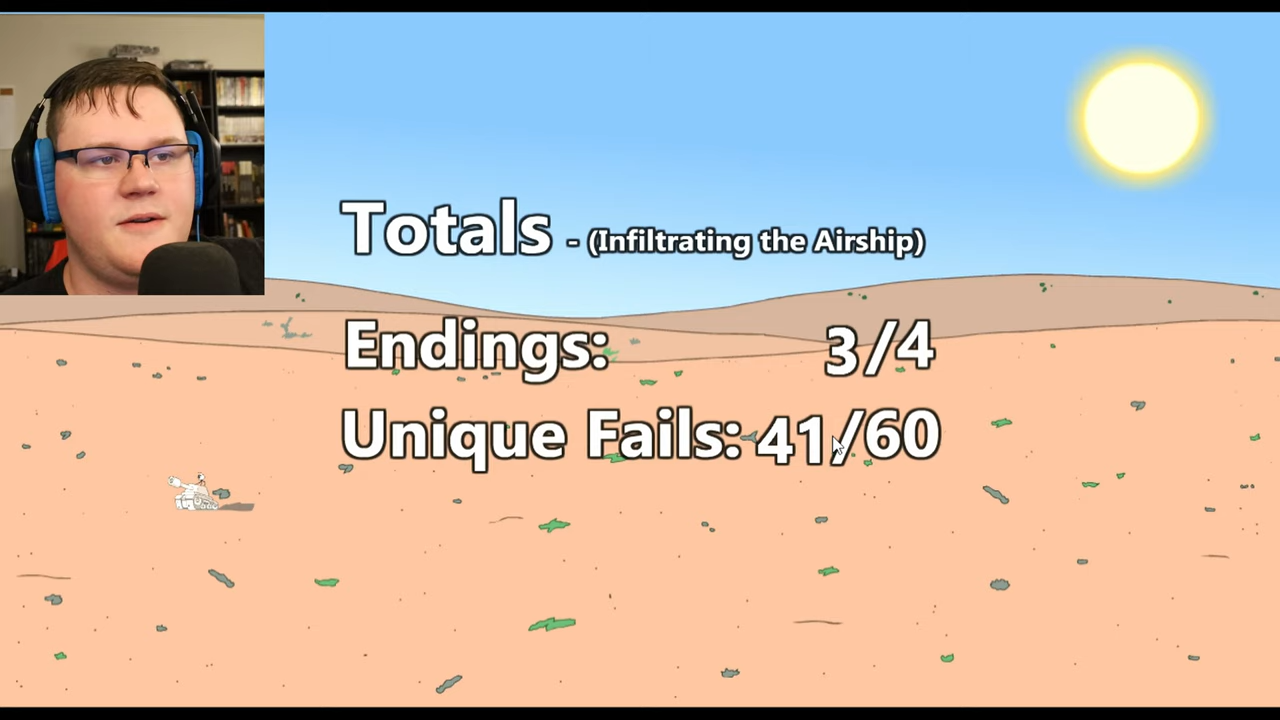 Totals - (Infiltrating the Airship)
Endings: 3/4
Unique Fails: 41/60